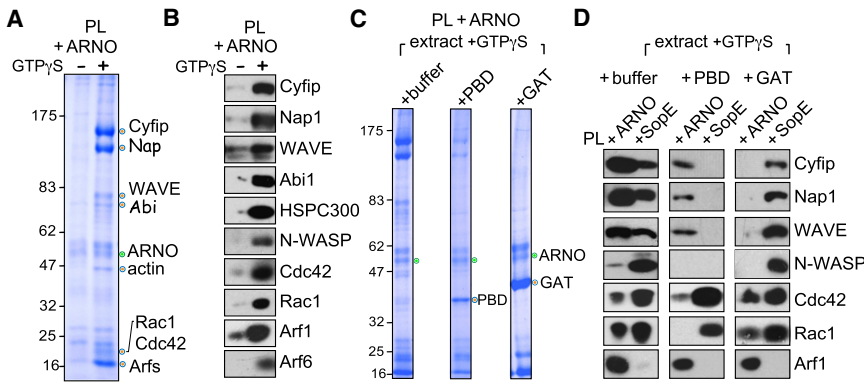 A
PL
+ ARNO
GTPγS – +
175
83
62
47
32
25
16
Cyfip
Nap
WAVE
Abi
ARNO
actin
Rac1
Cdc42
Arfs
B
PL
+ ARNO
GTPγS – +
Cyfip
Nap1
WAVE
Abi1
HSPC300
N-WASP
Cdc42
Rac1
Arf1
Arf6
C
PL + ARNO
extract +GTPγS
+buffer
+PBD
+GAT
175
83
62
47
32
25
16
PBD
ARNO
GAT
D
extract +GTPγS
+ buffer + PBD + GAT
PL + ARNO + SopE + ARNO + SopE + ARNO + SopE
Cyfip
Nap1
WAVE
N-WASP
Cdc42
Rac1
Arf1